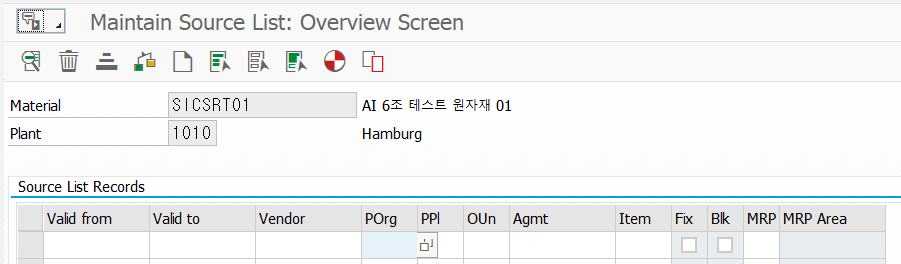 Maintain Source List: Overview Screen
Material SICSRT01 AI 6조 테스트 원자재 01
Plant 1010 Hamburg
Source List Records
Valid from Valid to Vendor POrg PPl OUn Agmt Item Fix Blk MRP MRP Area